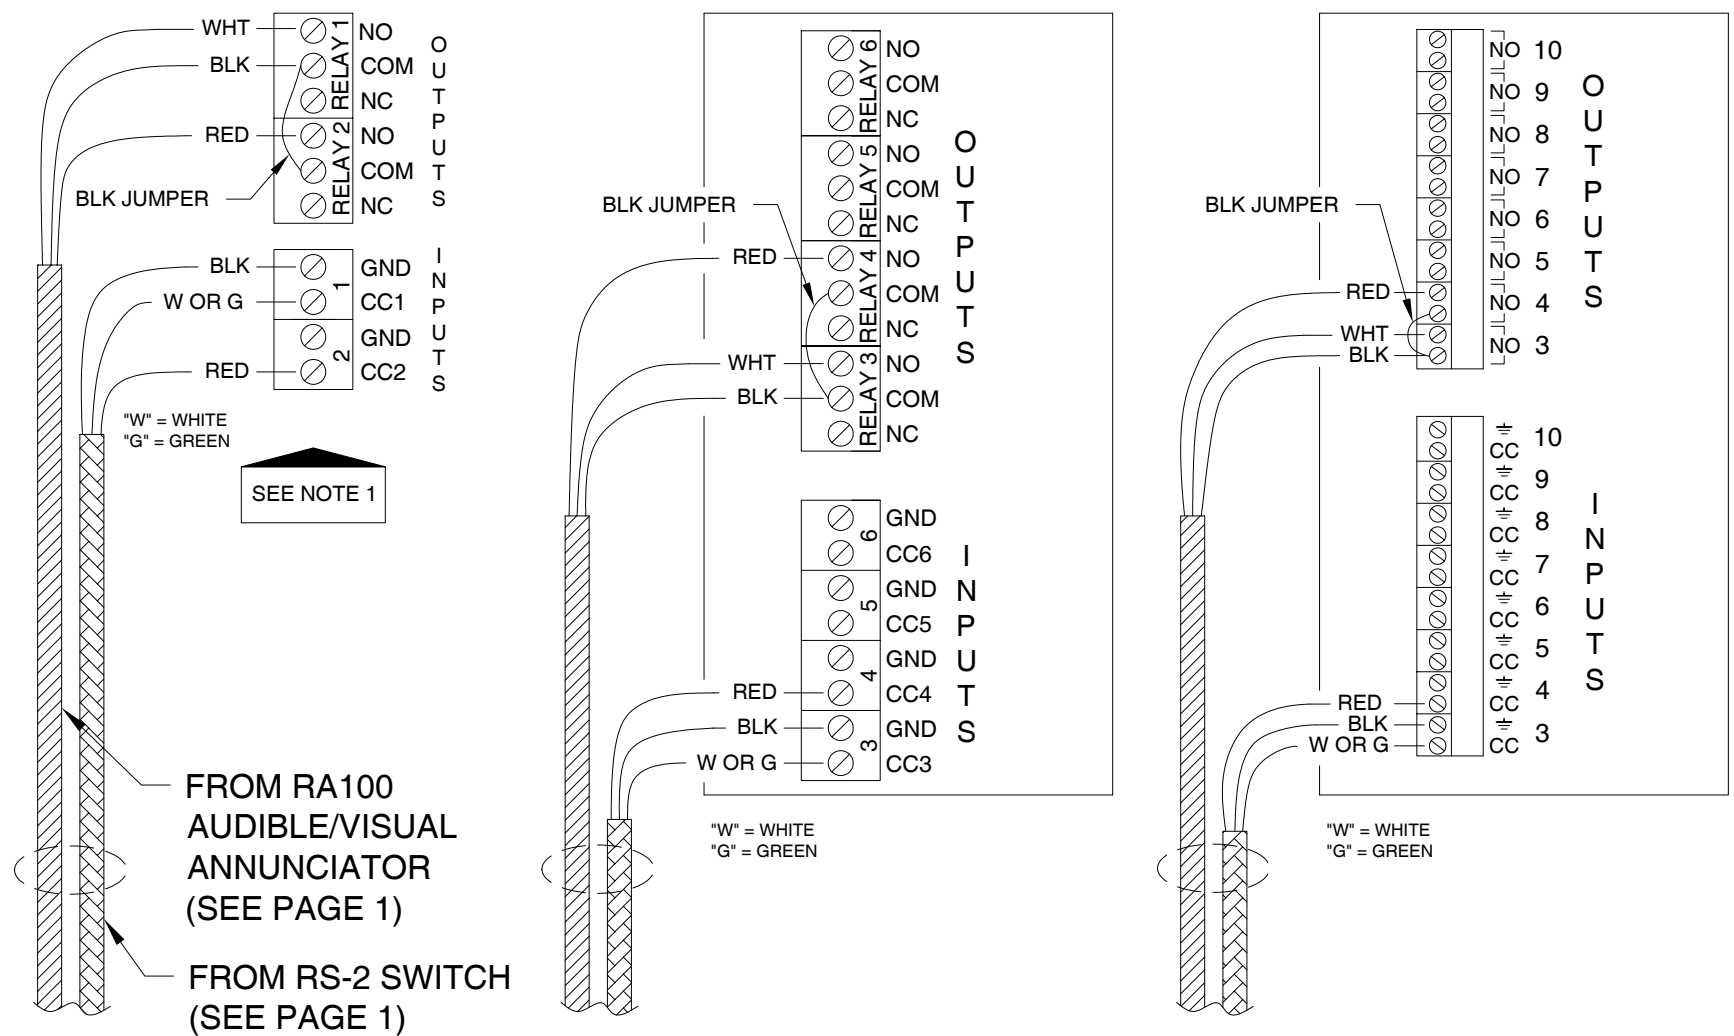 WHT
BLK
RED
BLK JUMPER
RELAY 1
RELAY 2
NO
COM
NC
NO
COM
NC
OUTPUTS
BLK
W OR G
RED
1
2
GND
CC1
GND
CC2
INPUTS
"W" = WHITE
"G" = GREEN
SEE NOTE 1
FROM RA100
AUDIBLE/VISUAL
ANNUNCIATOR
(SEE PAGE 1)
FROM RS-2 SWITCH
(SEE PAGE 1)
BLK JUMPER
RED
WHT
BLK
RELAY 6
RELAY 5
RELAY 4
RELAY 3
NO
COM
NC
NO
COM
NC
NO
COM
NC
NO
COM
NC
OUTPUTS
RED
BLK
W OR G
6
5
4
3
GND
CC6
GND
CC5
GND
CC4
GND
CC3
INPUTS
"W" = WHITE
"G" = GREEN
BLK JUMPER
RED
WHT
BLK
NO 10
NO 9
NO 8
NO 7
NO 6
NO 5
NO 4
NO 3
OUTPUTS
RED
BLK
W OR G
CC 10
CC 9
CC 8
CC 7
CC 6
CC 5
CC 4
CC 3
INPUTS
"W" = WHITE
"G" = GREEN